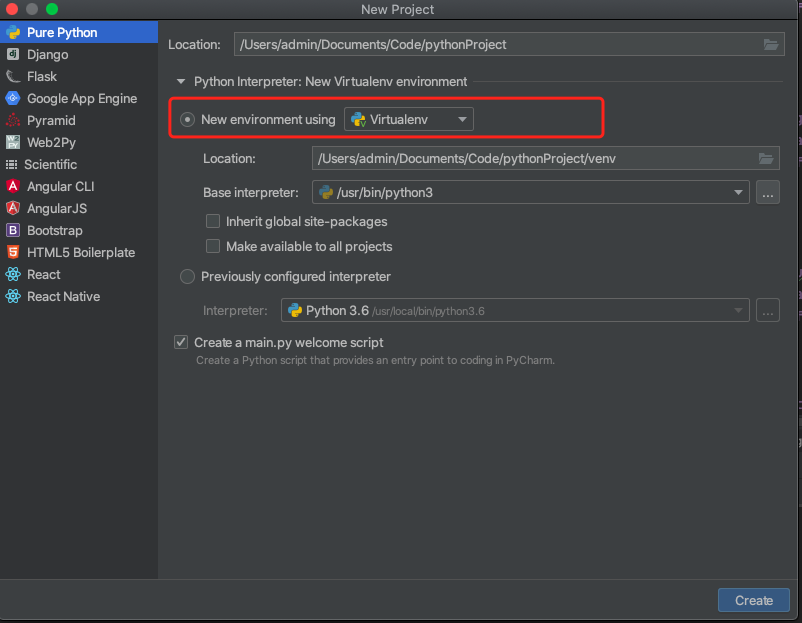 New Project
Pure Python
Django
Flask
Google App Engine
Pyramid
Web2Py
Scientific
Angular CLI
AngularJS
Bootstrap
HTML5 Boilerplate
React
React Native
Location: /Users/admin/Documents/Code/pythonProject
Python Interpreter: New Virtualenv environment
New environment using Virtualenv
Location: /Users/admin/Documents/Code/pythonProject/venv
Base interpreter: /usr/bin/python3 ...
Inherit global site-packages
Make available to all projects
Previously configured interpreter
Interpreter: Python 3.6 /usr/local/bin/python3.6 ...
Create a main.py welcome script
Create a Python script that provides an entry point to coding in PyCharm.
Create